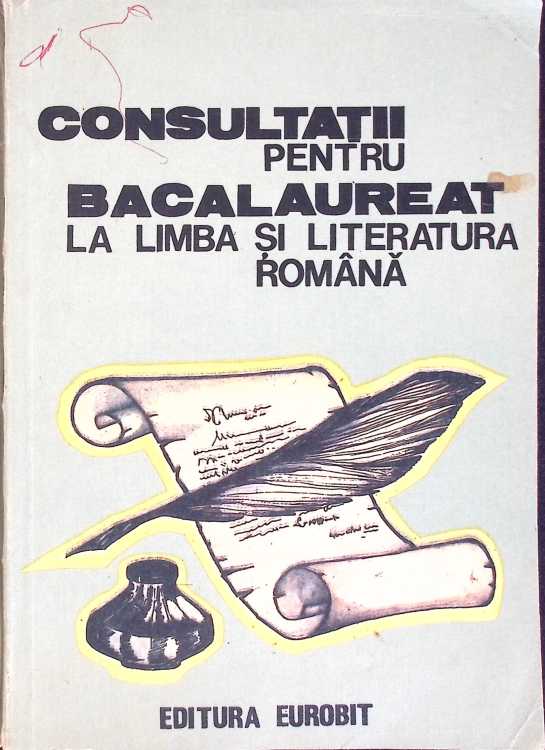 CONSULTAȚII
PENTRU
BACALAUREAT
LA LIMBA ȘI LITERATURA
ROMÂNĂ
EDITURA EUROBIT